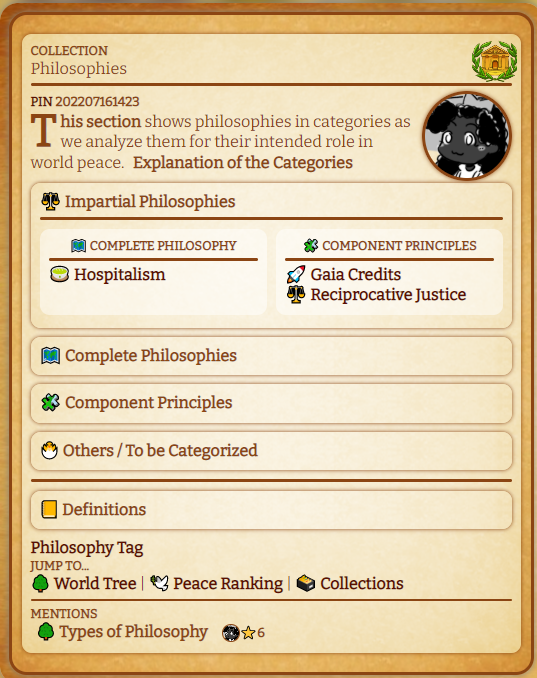 COLLECTION
Philosophies
PIN 202207161423
This section shows philosophies in categories as
we analyze them for their intended role in
world peace. Explanation of the Categories
Impartial Philosophies
COMPLETE PHILOSOPHY
Hospitalism
COMPONENT PRINCIPLES
Gaia Credits
Reciprocative Justice
Complete Philosophies
Component Principles
Others / To be Categorized
Definitions
Philosophy Tag
JUMP TO...
World Tree | Peace Ranking | Collections
MENTIONS
Types of Philosophy 6